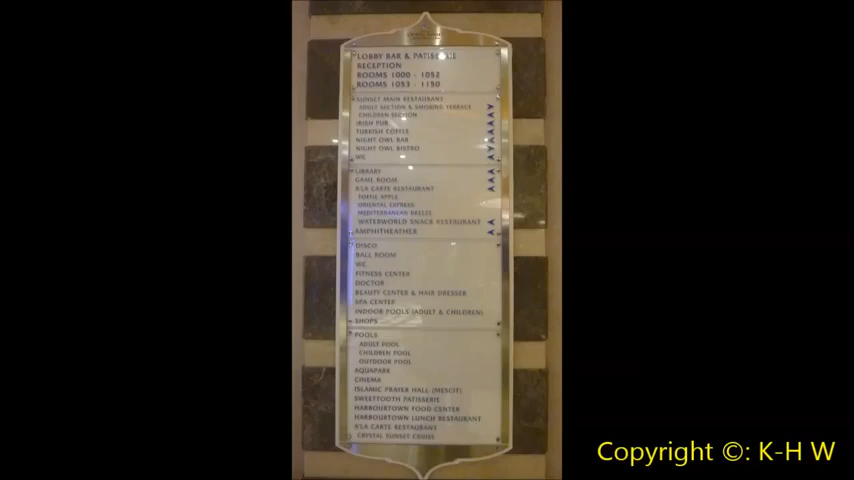 LOBBY BAR & PATISSERIE
RECEPTION
ROOMS 1000 - 1052
ROOMS 1053 - 1150
SUNSET MAIN RESTAURANT
ADULT SECTION & SMOKING TERRACE
CHILDREN SECTION
IRISH PUB
TURKISH COFFEE
NIGHT OWL BAR
NIGHT OWL BISTRO
WC
LIBRARY
GAME ROOM
A'LA CARTE RESTAURANT
TOFFIE APPLE
ORIENTAL EXPRESS
MEDITERRANEAN BREEZE
WATERWORLD SNACK RESTAURANT
AMPHITHEATHER
DISCO
BALL ROOM
WC
FITNESS CENTER
DOCTOR
BEAUTY CENTER & HAIR DRESSER
SPA CENTER
INDOOR POOLS (ADULT & CHILDREN)
SHOPS
POOLS
ADULT POOL
CHILDREN POOL
OUTDOOR POOL
AQUAPARK
CINEMA
ISLAMIC PRAYER HALL (MESCIT)
SWEETTOOTH PATISSERIE
HARBOURTOWN FOOD CENTER
HARBOURTOWN LUNCH RESTAURANT
A'LA CARTE RESTAURANT
CRYSTAL SUNSET
Copyright ©: K-H W